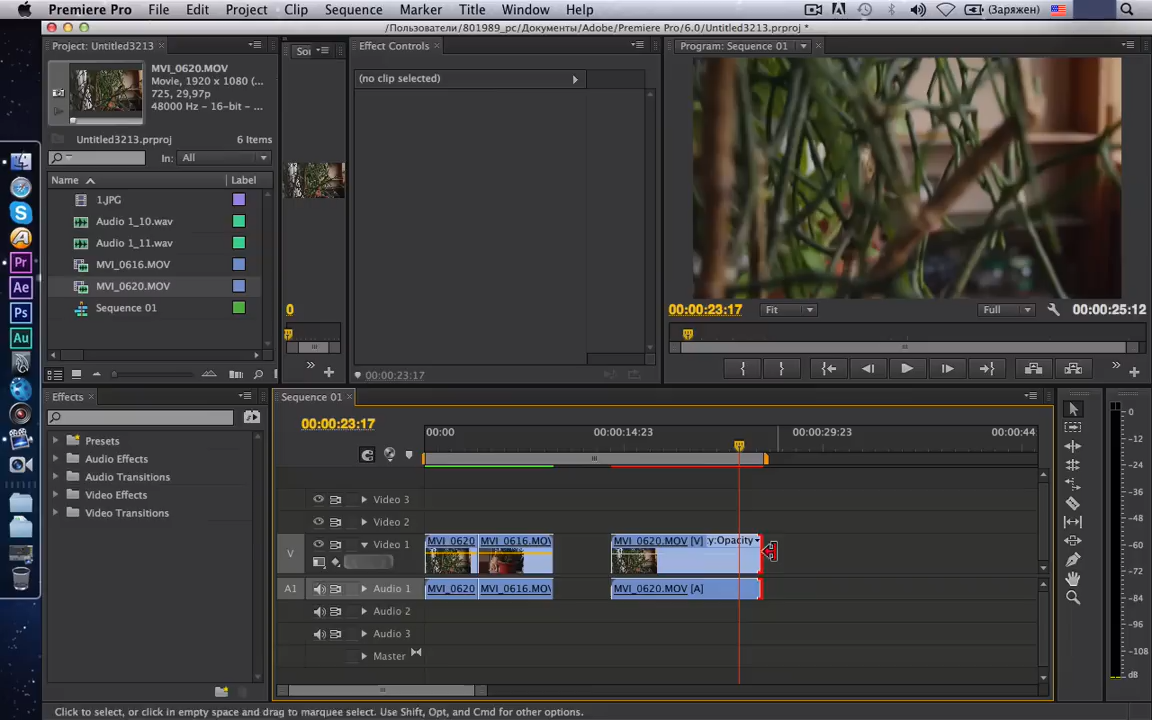 Premiere Pro File Edit Project Clip Sequence Marker Title Window Help (Заряжен)
/Пользователи/801989_pc/Документы/Adobe/Premiere Pro/6.0/Untitled3213.prproj *
Project: Untitled3213
MVI_0620.MOV
Movie, 1920 x 1080 (...
725, 29,97p
48000 Hz - 16-bit - ...
Untitled3213.prproj 6 Items
In: All
Name Label
1.JPG
Audio 1_10.wav
Audio 1_11.wav
MVI_0616.MOV
MVI_0620.MOV
Sequence 01
Sou
0
Effect Controls
(no clip selected)
00:00:23:17
Program: Sequence 01
00:00:23:17 Fit Full 00:00:25:12
Pr
Ae
Ps
Au
Effects
Presets
Audio Effects
Audio Transitions
Video Effects
Video Transitions
Sequence 01
00:00:23:17
00:00 00:14:23 00:29:23 00:44
Video 3
Video 2
V Video 1
MVI_0620 MVI_0616.MOV MVI_0620.MOV [V] y:Opacity
A1 Audio 1
MVI_0620 MVI_0616.MOV MVI_0620.MOV [A]
Audio 2
Audio 3
Master
0
-12
-24
-36
-48
-60
-72
-84
-96
-108
dB
Click to select, or click in empty space and drag to marquee select. Use Shift, Opt, and Cmd for other options.